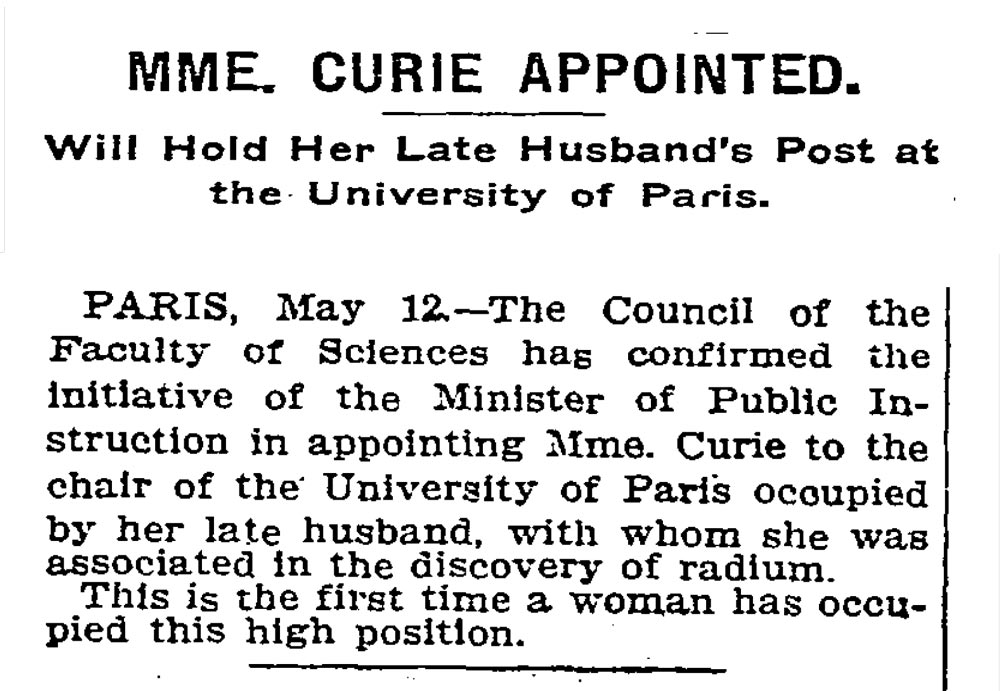 MME. CURIE APPOINTED.
Will Hold Her Late Husband's Post at
the University of Paris.
PARIS, May 12.—The Council of the
Faculty of Sciences has confirmed the
initiative of the Minister of Public In-
struction in appointing Mme. Curie to the
chair of the University of Paris occupied
by her late husband, with whom she was
associated in the discovery of radium.
This is the first time a woman has occu-
pied this high position.